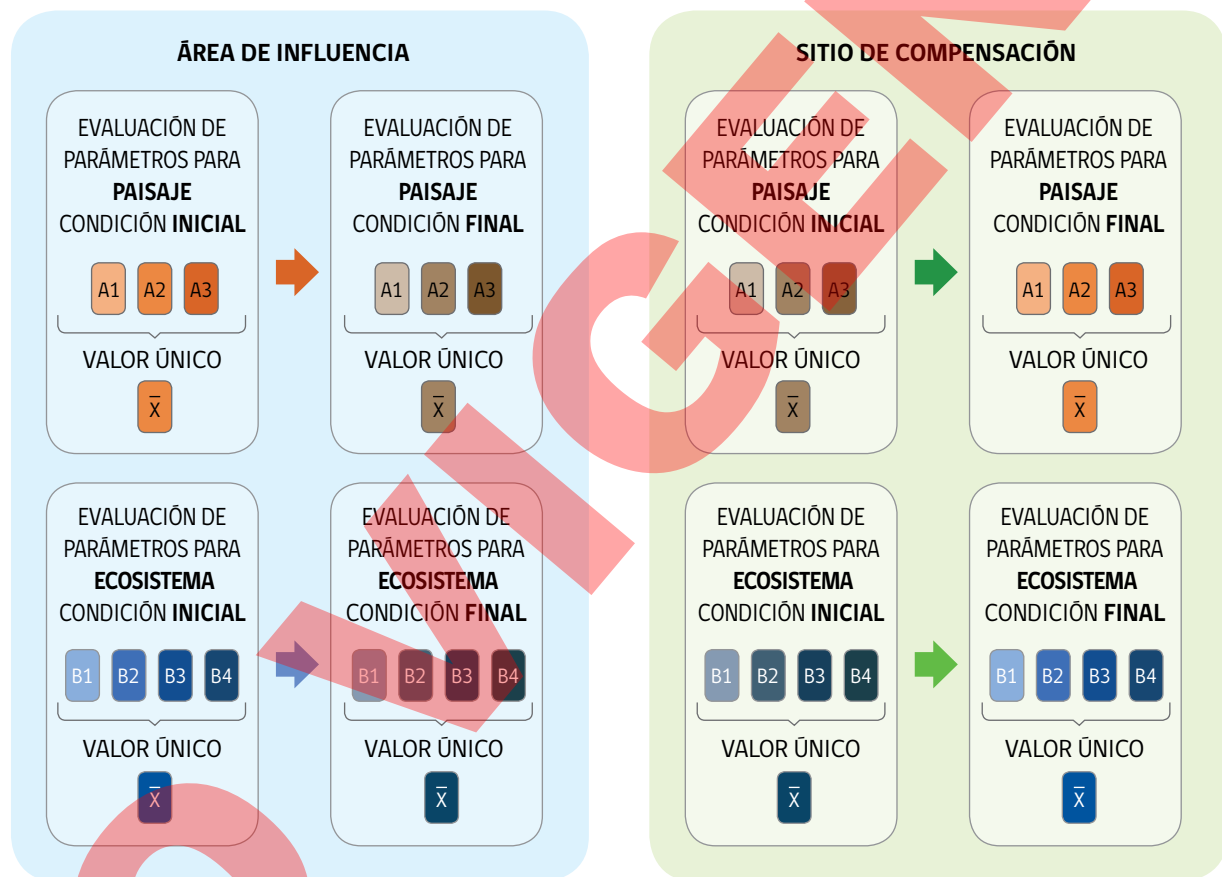 ÁREA DE INFLUENCIA
EVALUACIÓN DE
PARÁMETROS PARA
PAISAJE
CONDICIÓN INICIAL
A1 A2 A3
VALOR ÚNICO
X̅
EVALUACIÓN DE
PARÁMETROS PARA
PAISAJE
CONDICIÓN FINAL
A1 A2 A3
VALOR ÚNICO
X̅
EVALUACIÓN DE
PARÁMETROS PARA
ECOSISTEMA
CONDICIÓN INICIAL
B1 B2 B3 B4
VALOR ÚNICO
X̅
EVALUACIÓN DE
PARÁMETROS PARA
ECOSISTEMA
CONDICIÓN FINAL
B1 B2 B3 B4
VALOR ÚNICO
X̅
SITIO DE COMPENSACIÓN
EVALUACIÓN DE
PARÁMETROS PARA
PAISAJE
CONDICIÓN INICIAL
A1 A2 A3
VALOR ÚNICO
X̅
EVALUACIÓN DE
PARÁMETROS PARA
PAISAJE
CONDICIÓN FINAL
A1 A2 A3
VALOR ÚNICO
X̅
EVALUACIÓN DE
PARÁMETROS PARA
ECOSISTEMA
CONDICIÓN INICIAL
B1 B2 B3 B4
VALOR ÚNICO
X̅
EVALUACIÓN DE
PARÁMETROS PARA
ECOSISTEMA
CONDICIÓN FINAL
B1 B2 B3 B4
VALOR ÚNICO
X̅